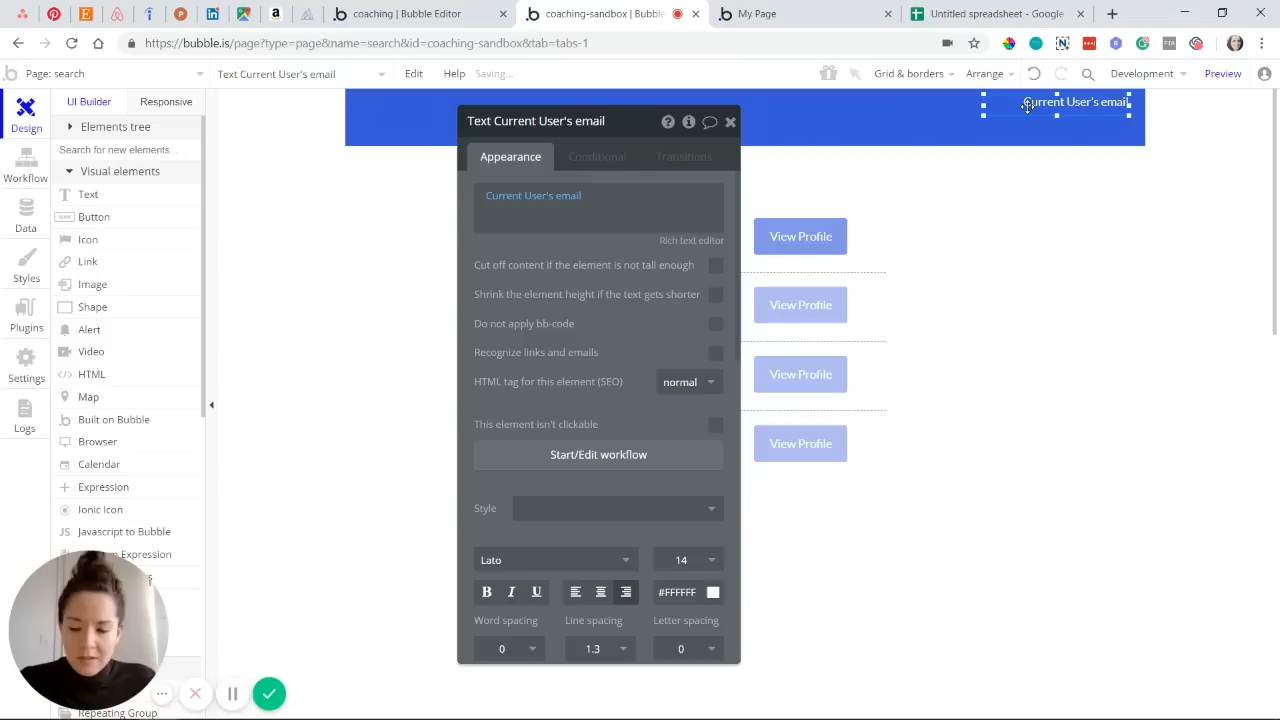 coaching | Bubble Editor
coaching-sandbox | Bubble
My Page
Untitled spreadsheet - Google
https://bubble.is/page?type=page&name=search&id=coaching-sandbox&tab=tabs-1
Page: search
Text Current User's email
Edit
Help
Saving...
Grid & borders
Arrange
Development
Preview
Design
Workflow
Data
Styles
Plugins
Settings
Logs
UI Builder
Responsive
Elements tree
Search for new elements..
Visual elements
Text
Button
Icon
Link
Image
Shape
Alert
Video
HTML
Map
Built on Bubble
Browser
Calendar
Expression
Ionic Icon
Javascript to Bubble
Expression
Repeating Group
Current User's email
Text Current User's email
Appearance
Conditional
Transitions
Current User's email
Rich text editor
Cut off content if the element is not tall enough
Shrink the element height if the text gets shorter
Do not apply bb-code
Recognize links and emails
HTML tag for this element (SEO)
normal
This element isn't clickable
Start/Edit workflow
Style
Lato
14
B I U
#FFFFFF
Word spacing
Line spacing
Letter spacing
0
1.3
0
View Profile
View Profile
View Profile
View Profile